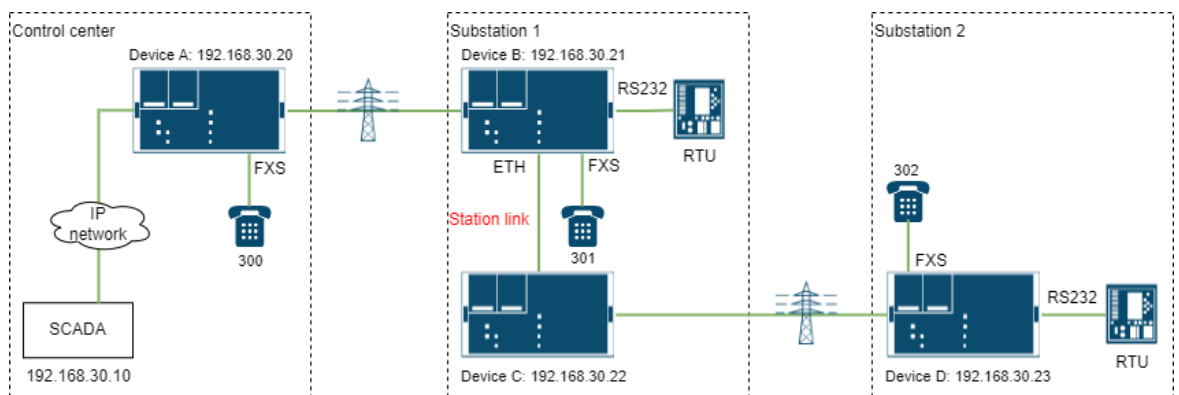 Control center
Device A: 192.168.30.20
FXS
300
IP
network
SCADA
192.168.30.10
Substation 1
Device B: 192.168.30.21
RS232
RTU
ETH
FXS
Station link
301
Device C: 192.168.30.22
Substation 2
302
FXS
RS232
RTU
Device D: 192.168.30.23